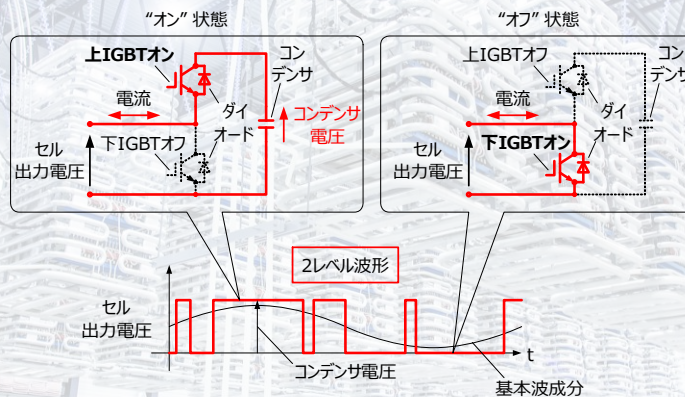 “オン” 状態
上IGBTオン
コン
デンサ
電流
ダイ
オード
コンデンサ
電圧
セル
出力電圧
下IGBTオフ
“オフ” 状態
上IGBTオフ
コン
デンサ
電流
ダイ
オード
下IGBTオン
セル
出力電圧
2レベル波形
セル
出力電圧
t
コンデンサ電圧
基本波成分